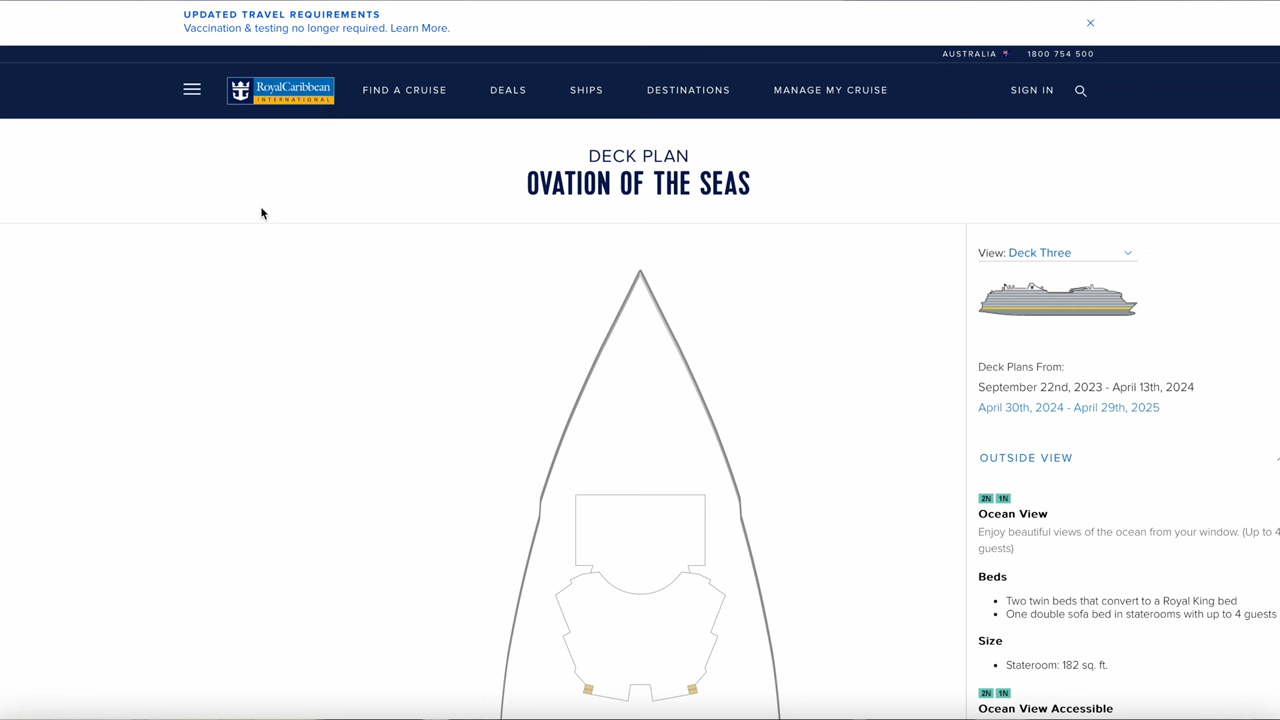 UPDATED TRAVEL REQUIREMENTS
Vaccination & testing no longer required. Learn More.
AUSTRALIA 1800 754 500
RoyalCaribbean
INTERNATIONAL
FIND A CRUISE DEALS SHIPS DESTINATIONS MANAGE MY CRUISE SIGN IN
DECK PLAN
OVATION OF THE SEAS
View: Deck Three
Deck Plans From:
September 22nd, 2023 - April 13th, 2024
April 30th, 2024 - April 29th, 2025
OUTSIDE VIEW
2N 1N
Ocean View
Enjoy beautiful views of the ocean from your window. (Up to 4
guests)
Beds
• Two twin beds that convert to a Royal King bed
• One double sofa bed in staterooms with up to 4 guests
Size
• Stateroom: 182 sq. ft.
2N 1N
Ocean View Accessible